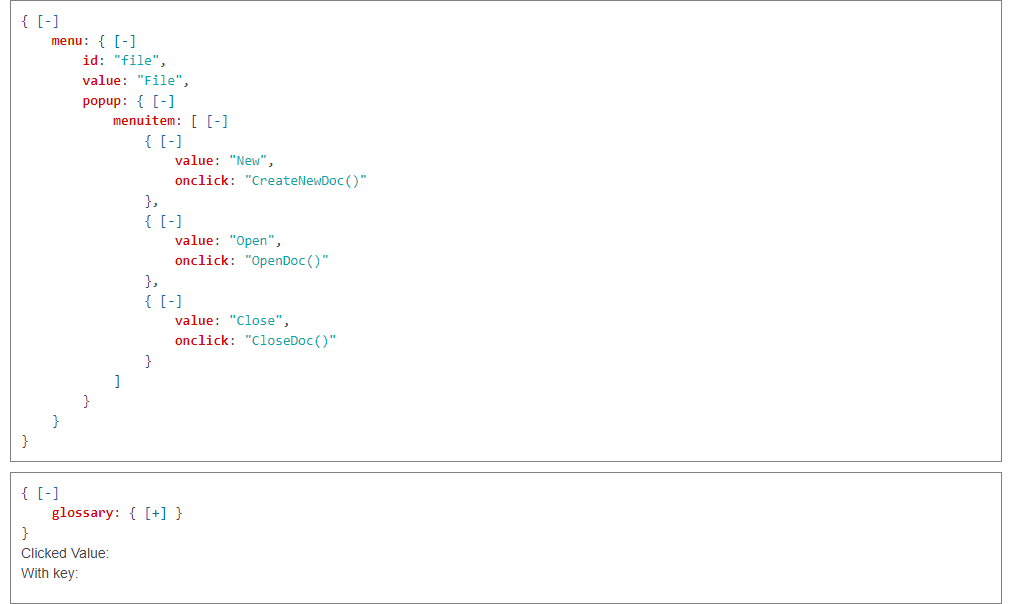 { [-]
    menu: { [-]
        id: "file",
        value: "File",
        popup: { [-]
            menuitem: [ [-]
                { [-]
                    value: "New",
                    onclick: "CreateNewDoc()"
                },
                { [-]
                    value: "Open",
                    onclick: "OpenDoc()"
                },
                { [-]
                    value: "Close",
                    onclick: "CloseDoc()"
                }
            ]
        }
    }
}
{ [-]
    glossary: { [+] }
}
Clicked Value:
With key: